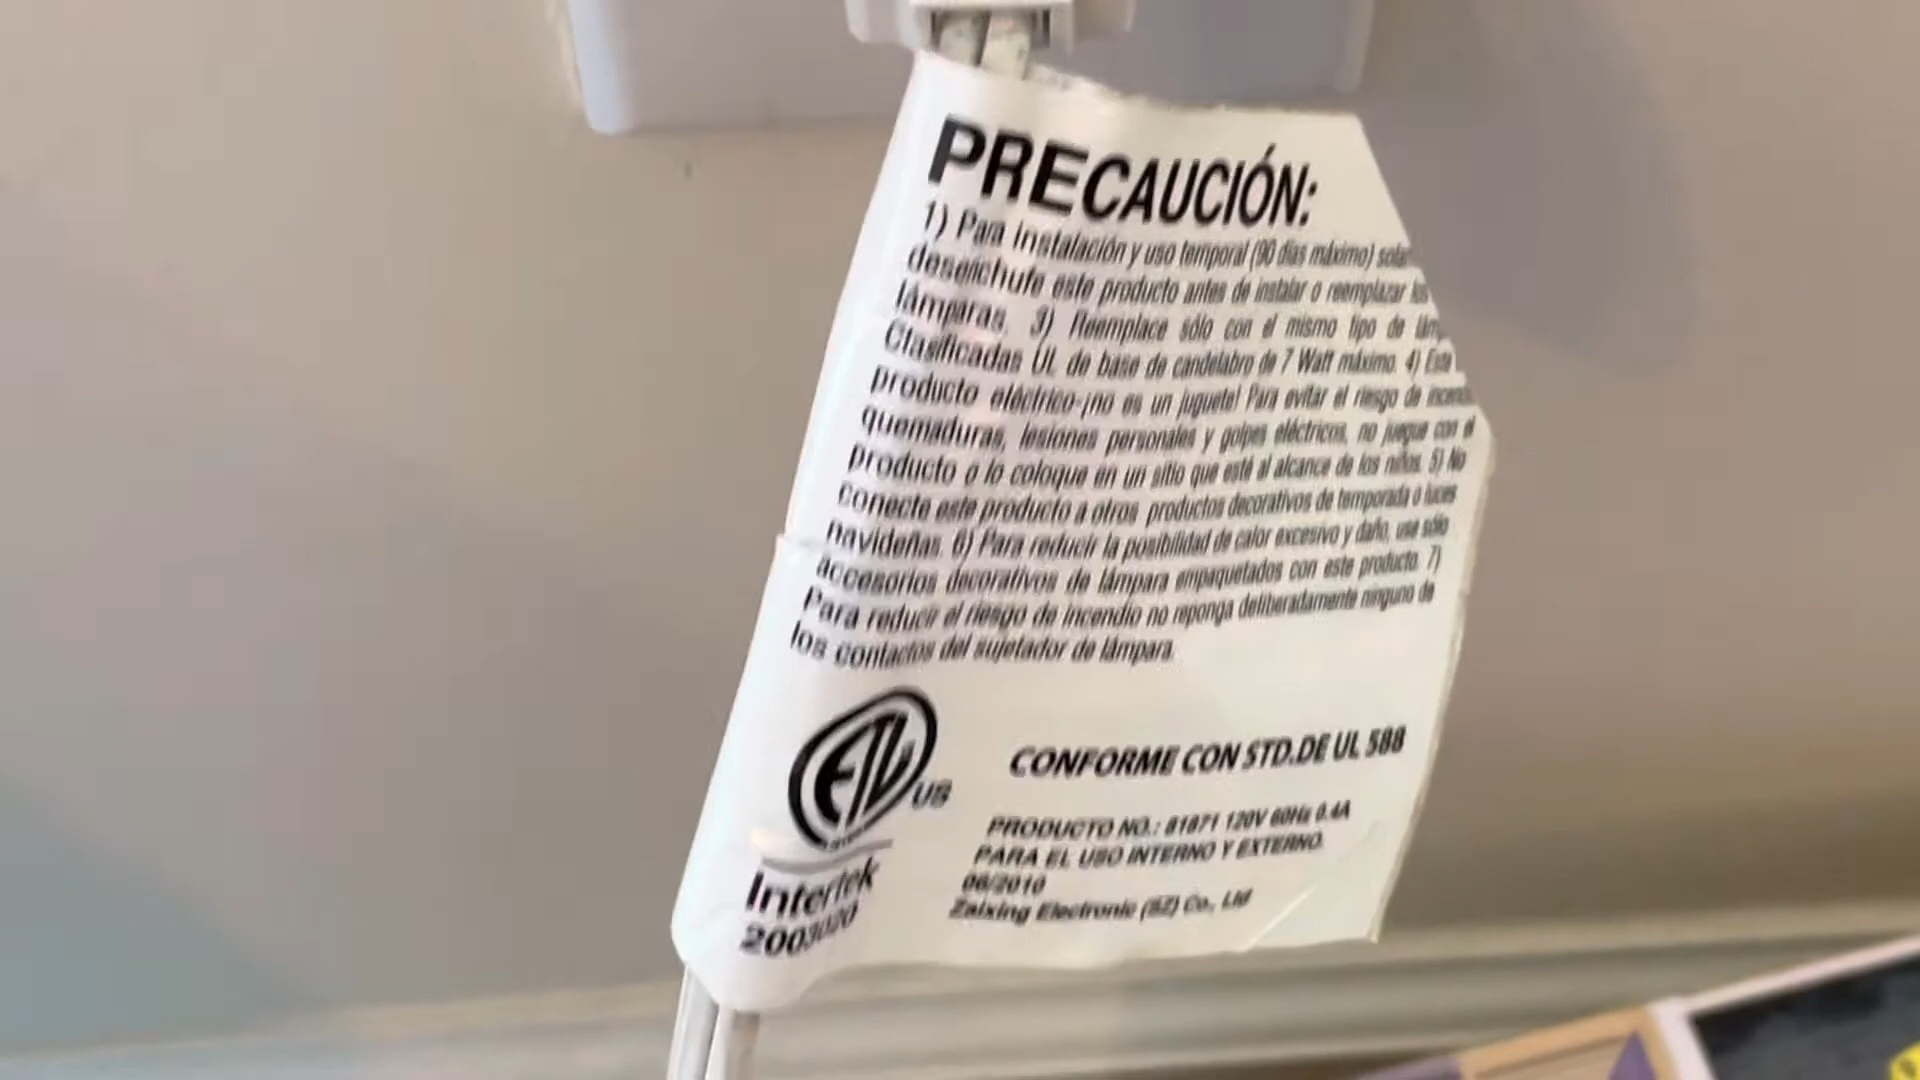 PRECAUCIÓN:
1) Para Instalación y uso temporal (90 días máximo)
desenchufe este producto antes de instalar o reemplazar
lámparas. 3) Reemplace sólo con el mismo tipo de
Clasificadas UL de base de candelabro de 7 Watt máximo. 4)
producto eléctrico-¡no es un juguete! Para evitar el riesgo de
quemaduras, lesiones personales y golpes eléctricos, no juegue con el
producto o lo coloque en un sitio que esté al alcance de los niños. 5) No
conecte este producto a otros productos decorativos de temporada o luces
navideñas. 6) Para reducir la posibilidad de calor excesivo y daño, use sólo
accesorios decorativos de lámpara empaquetados con este producto. 7)
Para reducir el riesgo de incendio no reponga deliberadamente ninguno de
los contactos del sujetador de lámpara.
ETL US
CONFORME CON STD.DE UL 588
PRODUCTO NO.: 81871 120V 60Hz 0.4A
PARA EL USO INTERNO Y EXTERNO.
06/2010
Zaixing Electronic (SZ) Co., Ltd
Intertek
2003020